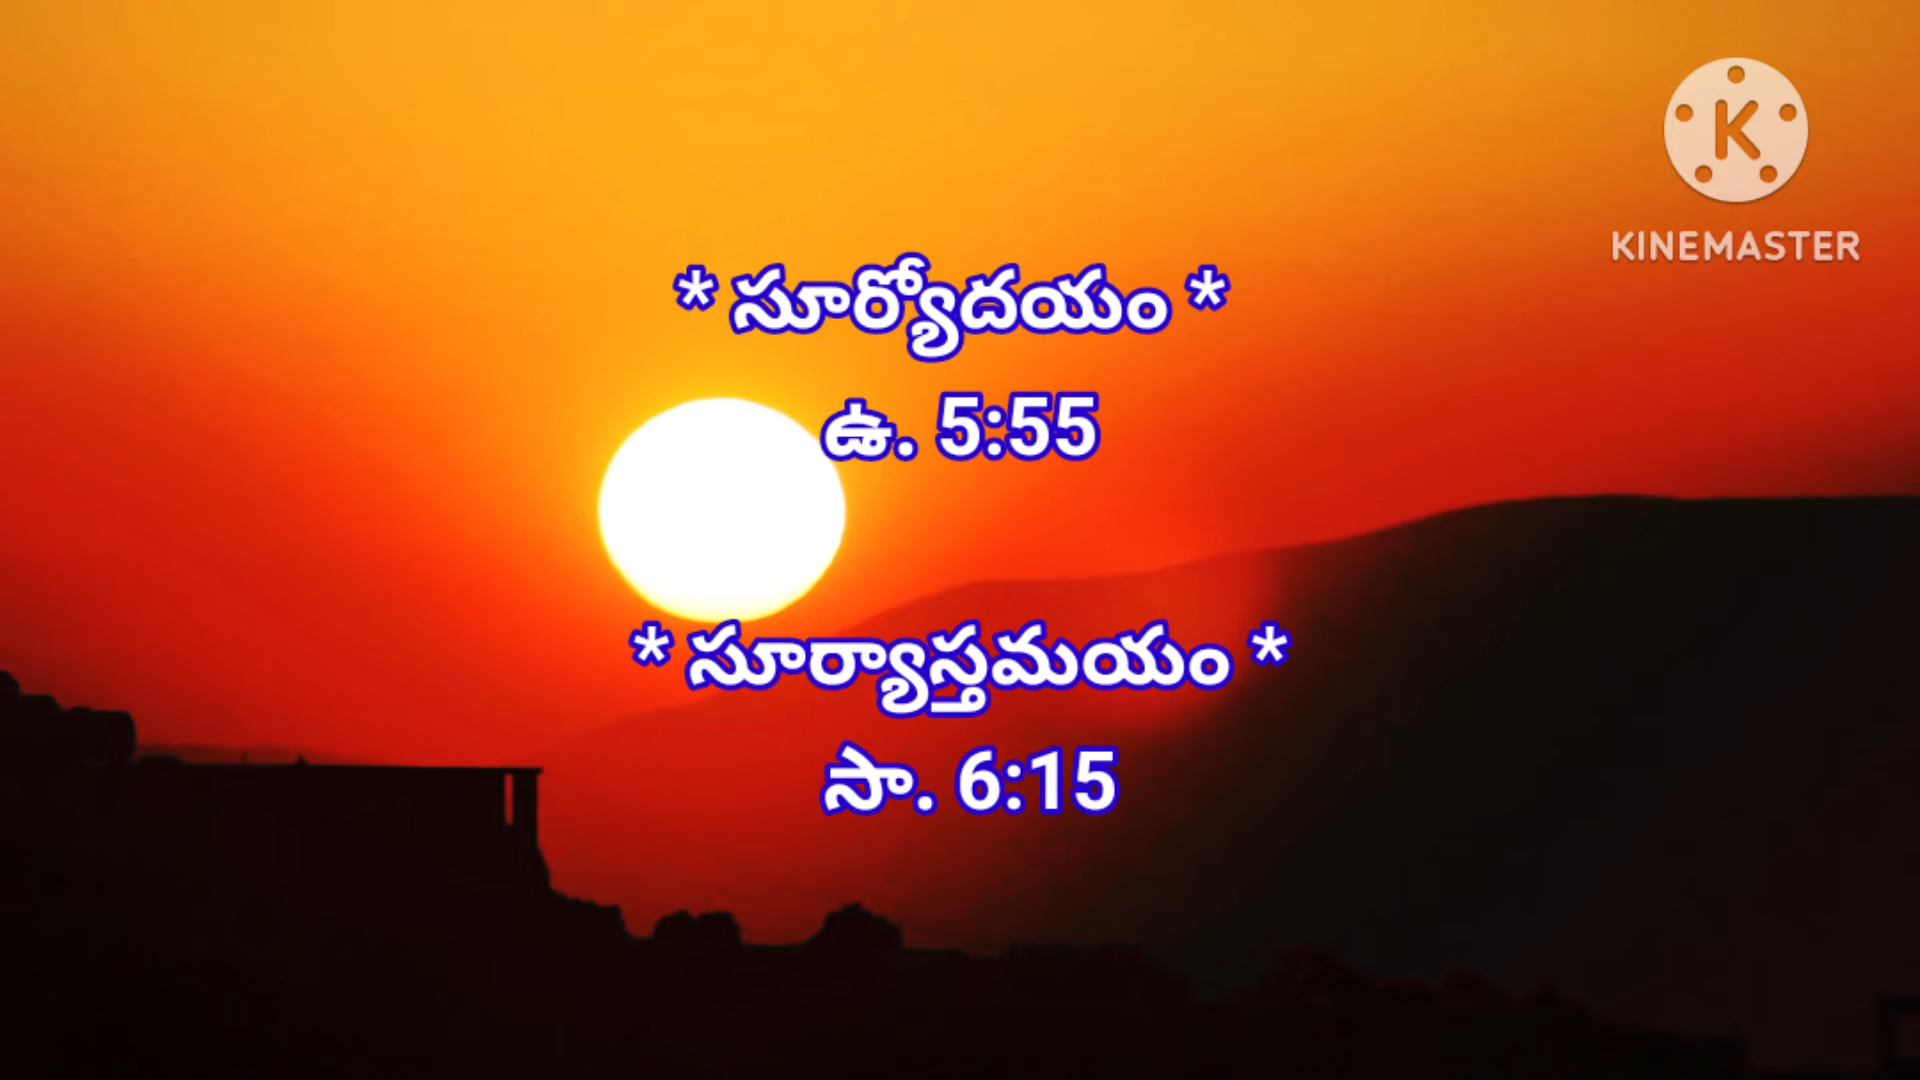 K
KINEMASTER
* సూర్యోదయం *
ఉ. 5:55
* సూర్యాస్తమయం *
సా. 6:15